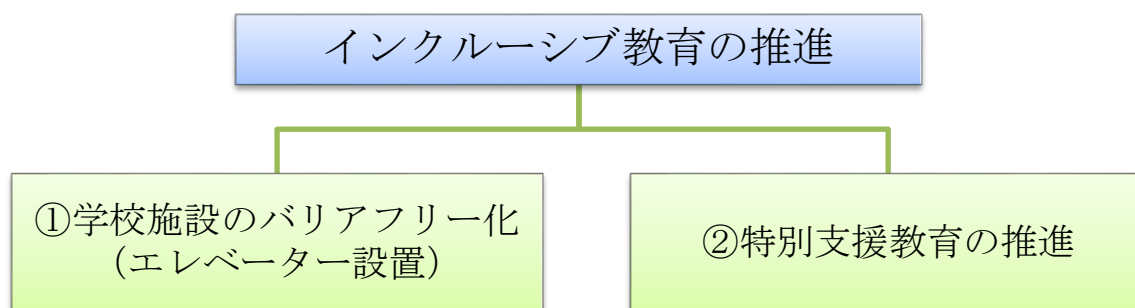 インクルーシブ教育の推進
①学校施設のバリアフリー化
（エレベーター設置）
②特別支援教育の推進